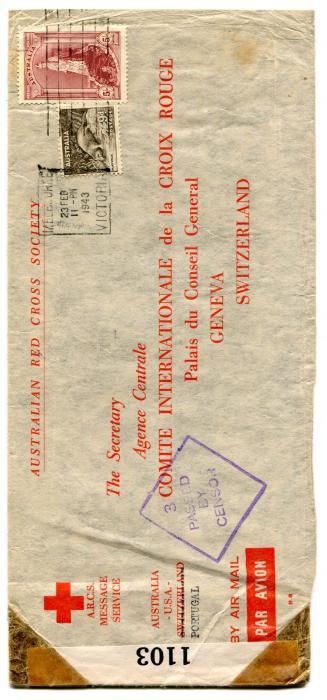 AUSTRALIAN RED CROSS SOCIETY
AUSTRALIA
5/-
5/-
AUSTRALIA
MELBOURNE
23 FEB
11 - PM
1943
VICTORIA
A.R.C.S.
MESSAGE
SERVICE
The Secretary
Agence Centrale
COMITE INTERNATIONALE de la CROIX ROUGE
Palais du Conseil General
GENEVA
SWITZERLAND
AUSTRALIA
- U.S.A. -
SWITZERLAND
PORTUGAL
3
PASSED
BY
CENSOR
BY AIR MAIL
PAR AVION
1103